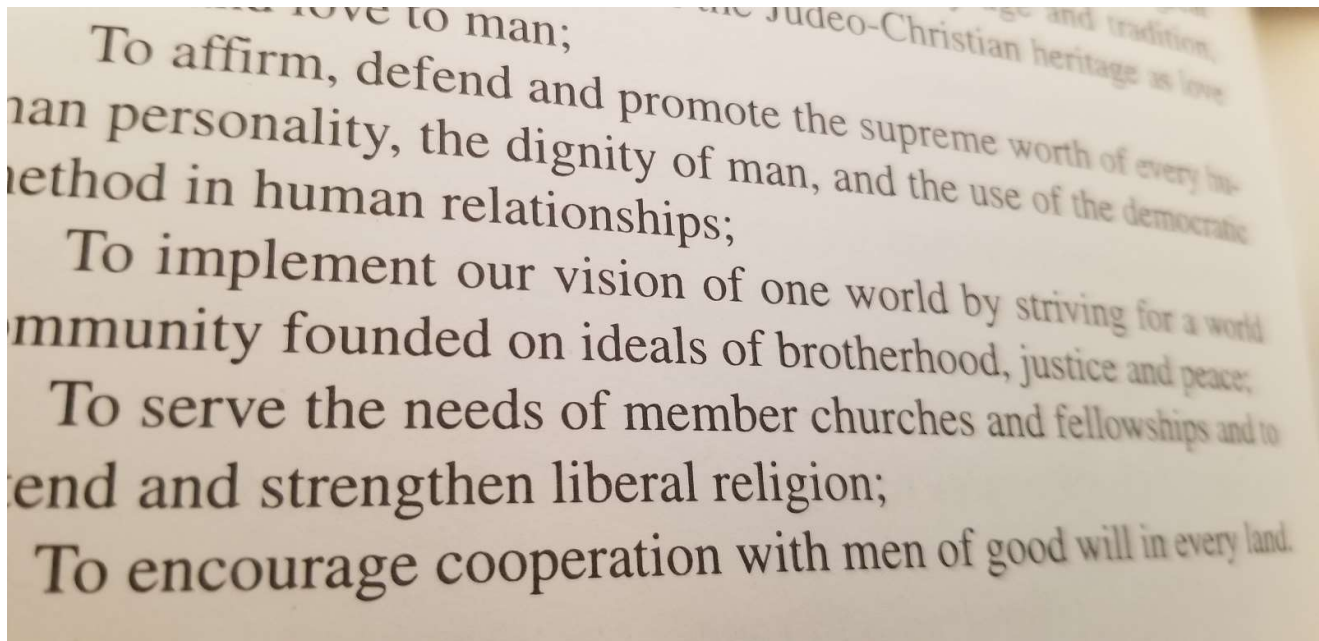 and tradition,
the Judeo-Christian heritage as love
love to man;
To affirm, defend and promote the supreme worth of every hu-
man personality, the dignity of man, and the use of the democratic
method in human relationships;
To implement our vision of one world by striving for a world
mmunity founded on ideals of brotherhood, justice and peace;
To serve the needs of member churches and fellowships and to
tend and strengthen liberal religion;
To encourage cooperation with men of good will in every land.